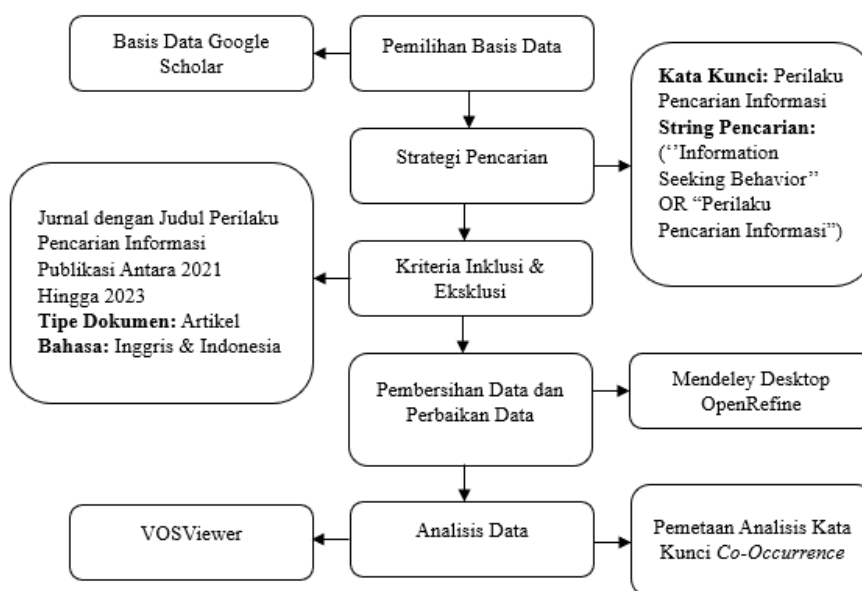 Basis Data Google
Scholar
Pemilihan Basis Data
Kata Kunci: Perilaku
Pencarian Informasi
String Pencarian:
(‘’Information
Seeking Behavior’’
OR “Perilaku
Pencarian Informasi”)
Strategi Pencarian
Jurnal dengan Judul Perilaku
Pencarian Informasi
Publikasi Antara 2021
Hingga 2023
Tipe Dokumen: Artikel
Bahasa: Inggris & Indonesia
Kriteria Inklusi &
Eksklusi
Pembersihan Data dan
Perbaikan Data
Mendeley Desktop
OpenRefine
VOSViewer
Analisis Data
Pemetaan Analisis Kata
Kunci Co-Occurrence